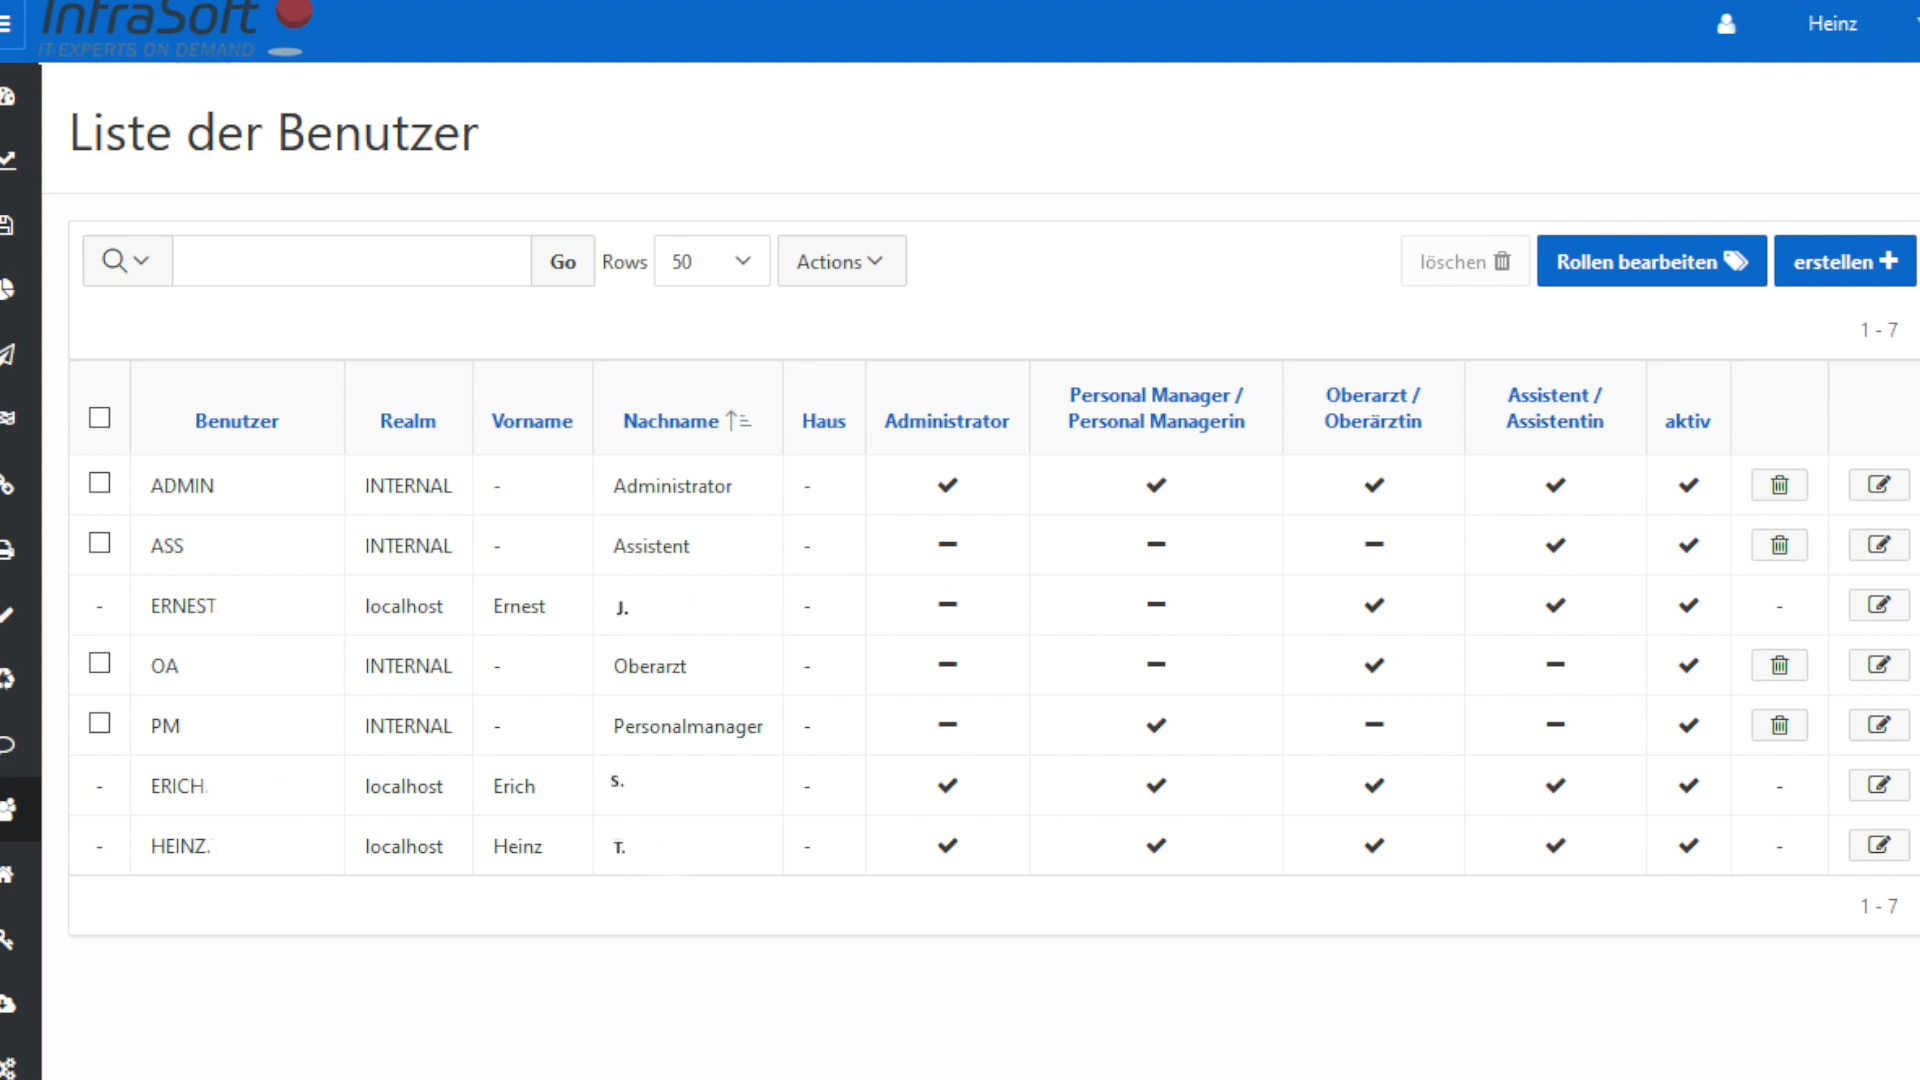 InfraSoft
IT-EXPERTS ON DEMAND
Heinz
Liste der Benutzer
Go Rows 50 Actions löschen Rollen bearbeiten erstellen
1 - 7
Benutzer Realm Vorname Nachname Haus Administrator Personal Manager / Personal Managerin Oberarzt / Oberärztin Assistent / Assistentin aktiv
ADMIN INTERNAL - Administrator -
ASS INTERNAL - Assistent -
- ERNEST localhost Ernest J. - -
OA INTERNAL - Oberarzt -
PM INTERNAL - Personalmanager -
- ERICH. localhost Erich S. - -
- HEINZ. localhost Heinz T. - -
1 - 7